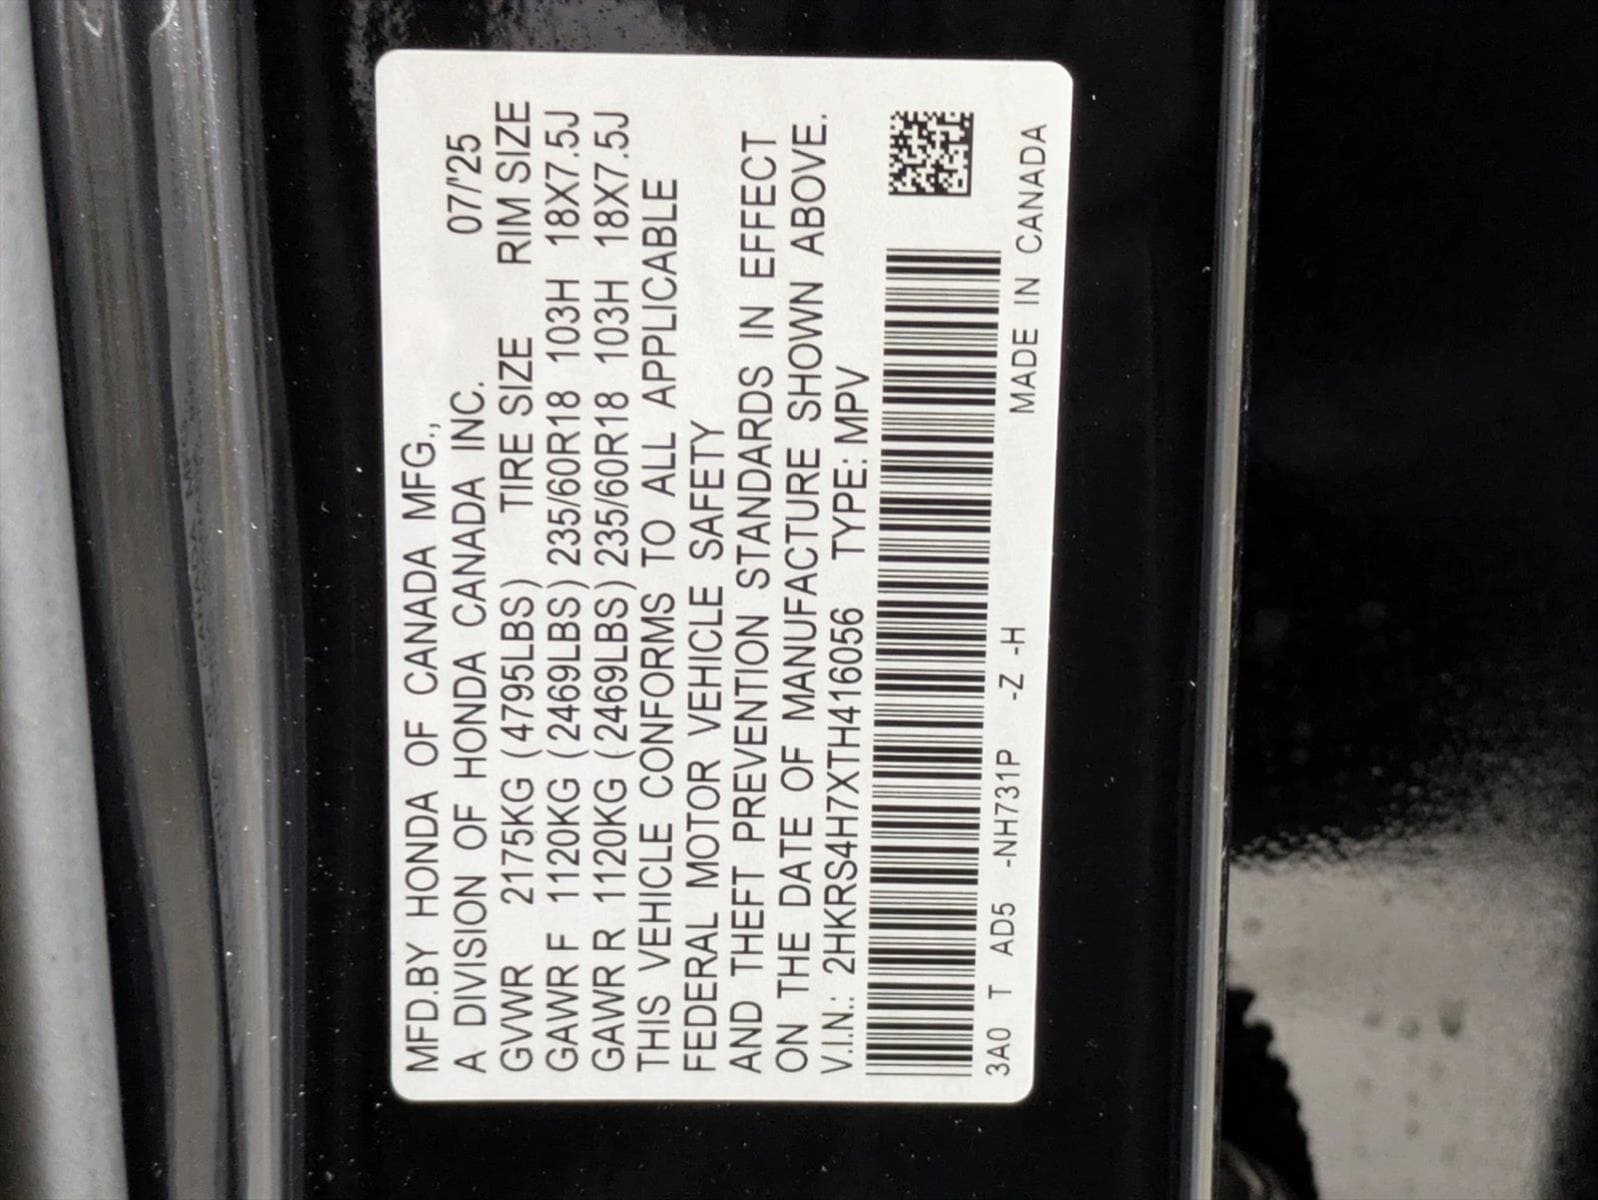 MFD.BY HONDA OF CANADA MFG.,
A DIVISION OF HONDA CANADA INC. 07/'25
GVWR 2175KG (4795LBS) TIRE SIZE RIM SIZE
GAWR F 1120KG (2469LBS) 235/60R18 103H 18X7.5J
GAWR R 1120KG (2469LBS) 235/60R18 103H 18X7.5J
THIS VEHICLE CONFORMS TO ALL APPLICABLE
FEDERAL MOTOR VEHICLE SAFETY
AND THEFT PREVENTION STANDARDS IN EFFECT
ON THE DATE OF MANUFACTURE SHOWN ABOVE.
V.I.N.: 2HKRS4H7XTH416056 TYPE: MPV
3A0 T AD5 -NH731P -Z -H
MADE IN CANADA